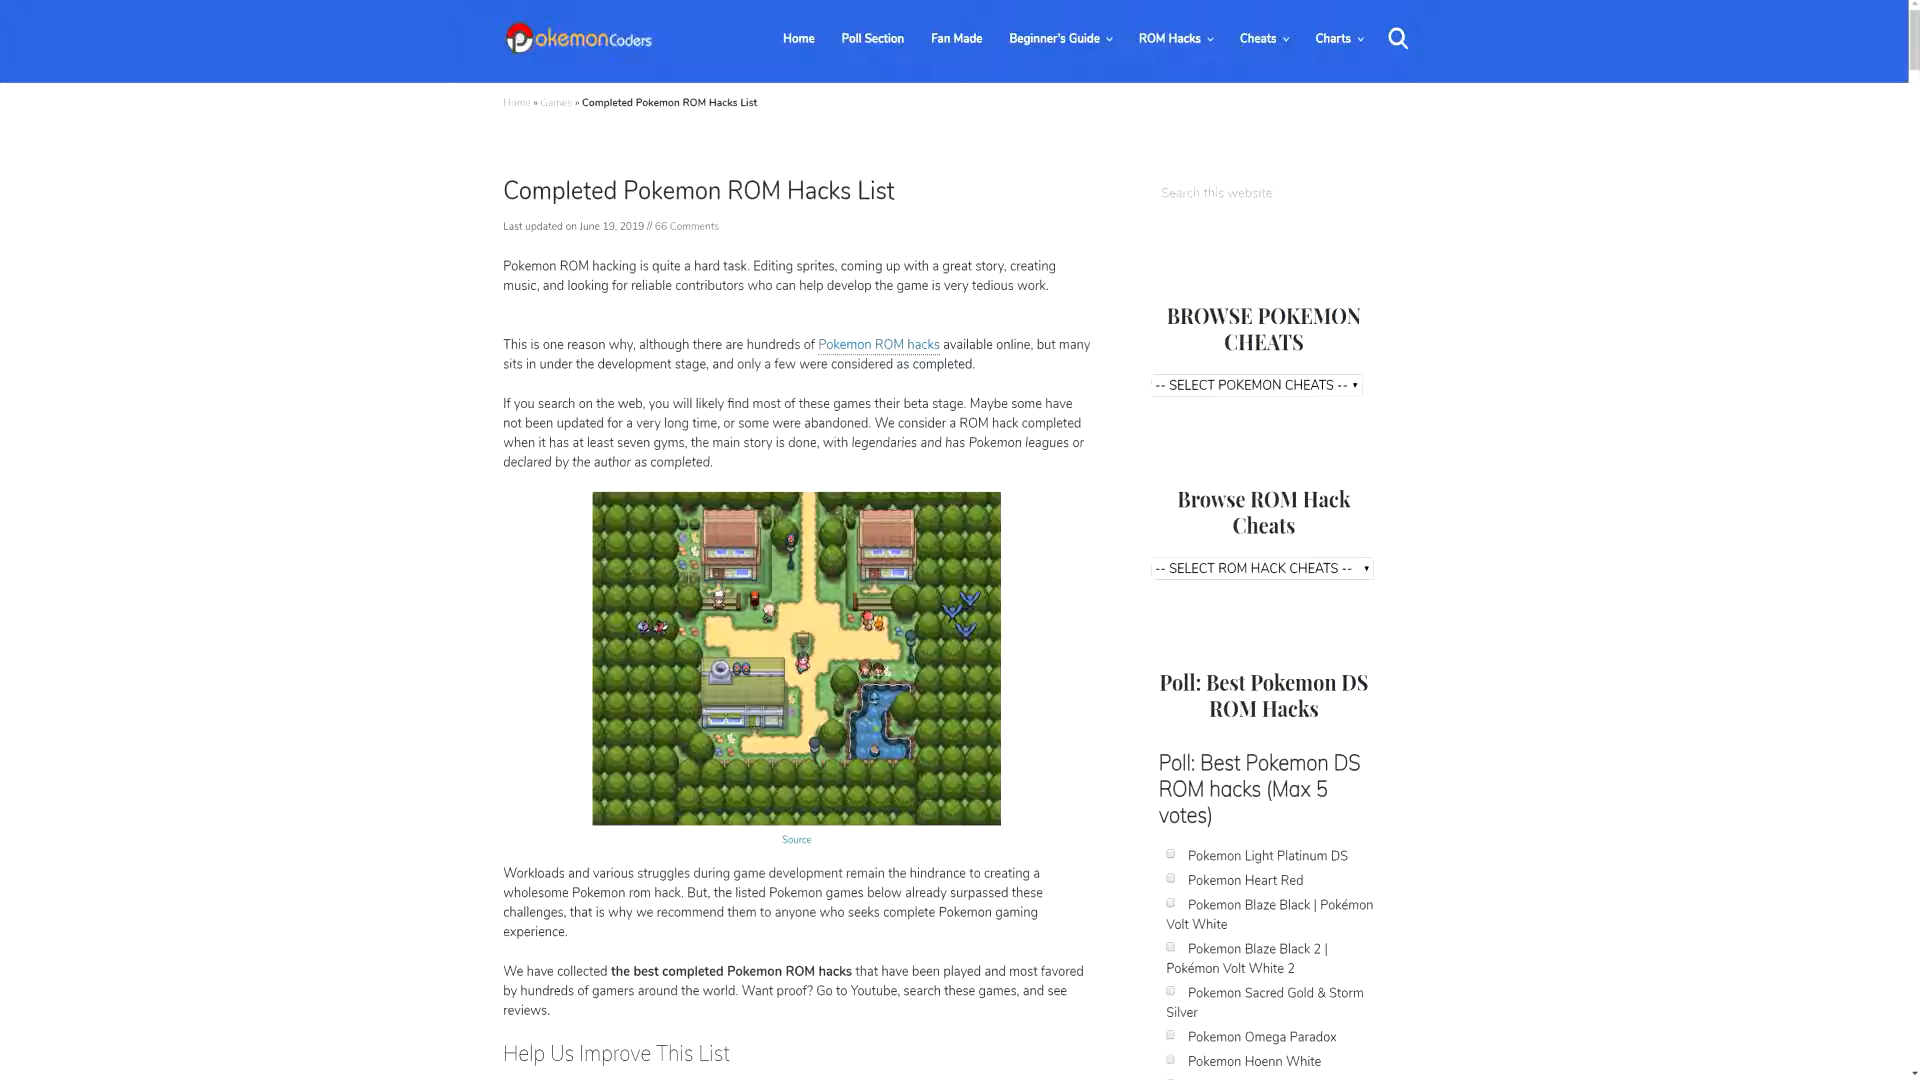 PokemonCoders
Home Poll Section Fan Made Beginner's Guide ROM Hacks Cheats Charts
Home » Games » Completed Pokemon ROM Hacks List
Completed Pokemon ROM Hacks List
Last updated on June 19, 2019 // 66 Comments
Pokemon ROM hacking is quite a hard task. Editing sprites, coming up with a great story, creating
music, and looking for reliable contributors who can help develop the game is very tedious work.
This is one reason why, although there are hundreds of Pokemon ROM hacks available online, but many
sits in under the development stage, and only a few were considered as completed.
If you search on the web, you will likely find most of these games their beta stage. Maybe some have
not been updated for a very long time, or some were abandoned. We consider a ROM hack completed
when it has at least seven gyms, the main story is done, with legendaries and has Pokemon leagues or
declared by the author as completed.
Source
Workloads and various struggles during game development remain the hindrance to creating a
wholesome Pokemon rom hack. But, the listed Pokemon games below already surpassed these
challenges, that is why we recommend them to anyone who seeks complete Pokemon gaming
experience.
We have collected the best completed Pokemon ROM hacks that have been played and most favored
by hundreds of gamers around the world. Want proof? Go to Youtube, search these games, and see
reviews.
Help Us Improve This List
Search this website
BROWSE POKEMON
CHEATS
-- SELECT POKEMON CHEATS --
Browse ROM Hack
Cheats
-- SELECT ROM HACK CHEATS --
Poll: Best Pokemon DS
ROM Hacks
Poll: Best Pokemon DS
ROM hacks (Max 5
votes)
Pokemon Light Platinum DS
Pokemon Heart Red
Pokemon Blaze Black | Pokémon
Volt White
Pokemon Blaze Black 2 |
Pokémon Volt White 2
Pokemon Sacred Gold & Storm
Silver
Pokemon Omega Paradox
Pokemon Hoenn White